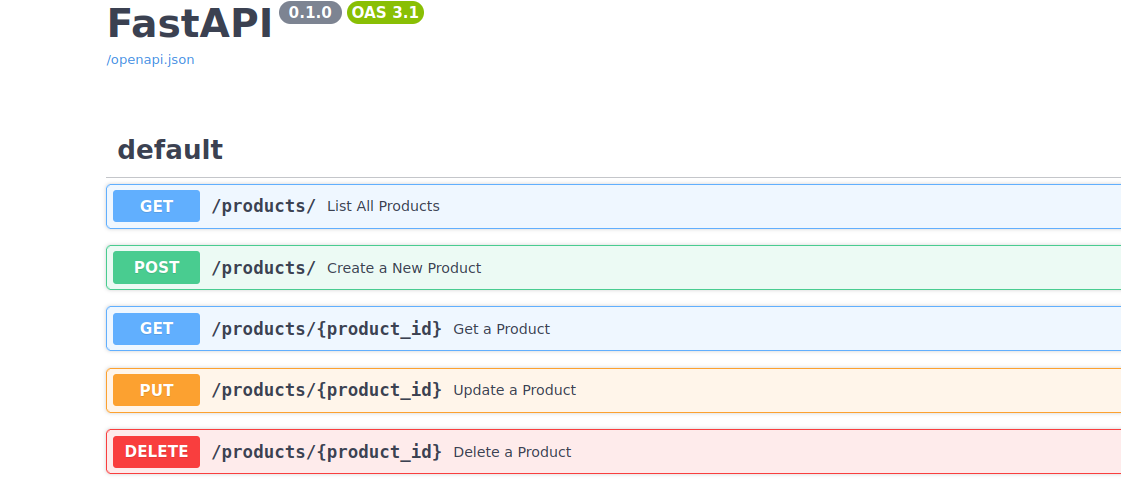 FastAPI 0.1.0 OAS 3.1
/openapi.json
default
GET /products/ List All Products
POST /products/ Create a New Product
GET /products/{product_id} Get a Product
PUT /products/{product_id} Update a Product
DELETE /products/{product_id} Delete a Product